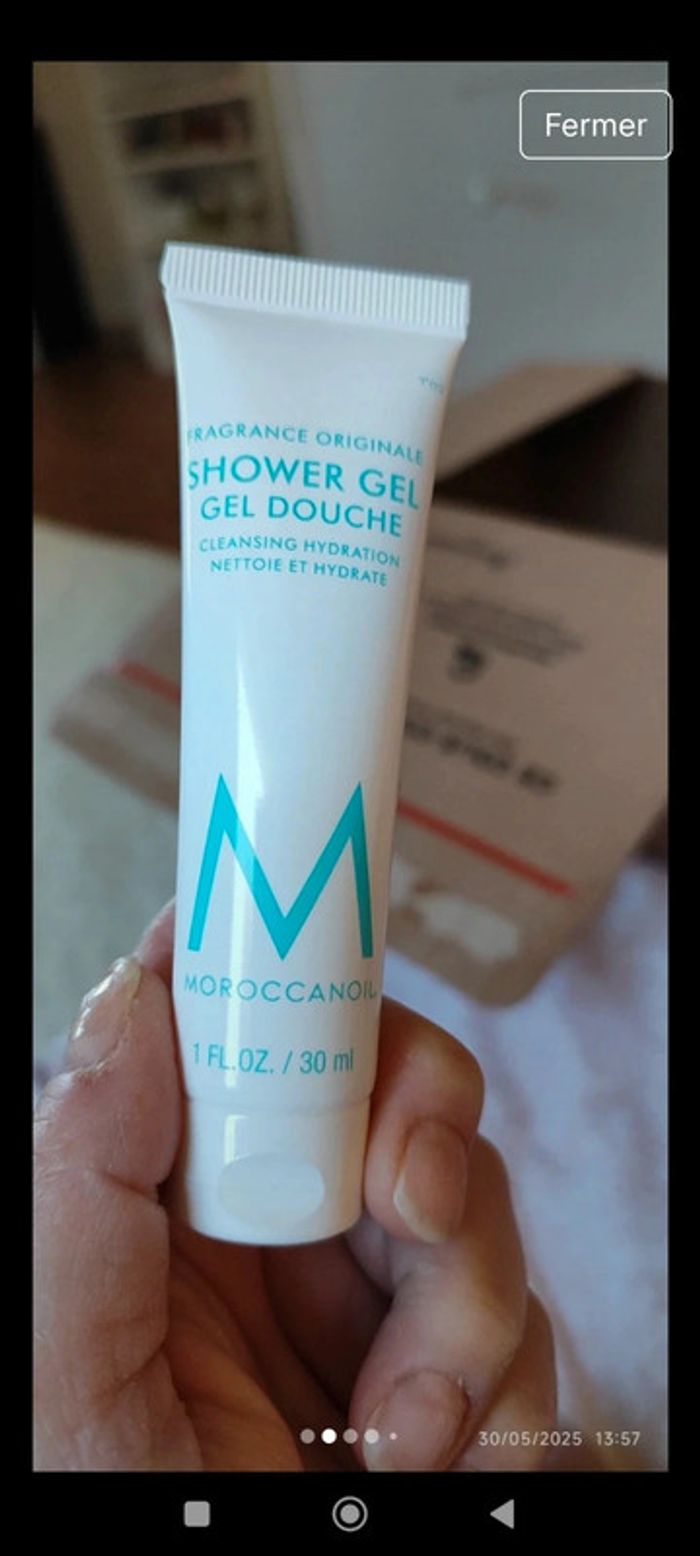 Fermer
FRAGRANCE ORIGINALE
SHOWER GEL
GEL DOUCHE
CLEANSING HYDRATION
NETTOIE ET HYDRATE
M
MOROCCANOIL
1 FL.OZ. / 30 ml
30/05/2025 13:57